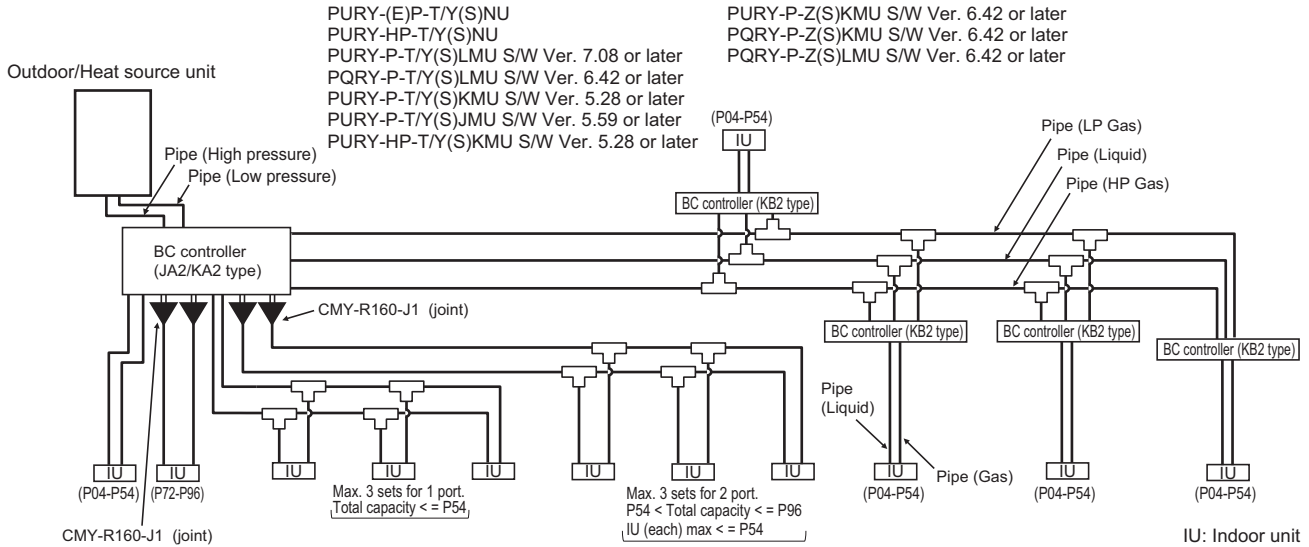 PURY-(E)P-T/Y(S)NU
PURY-HP-T/Y(S)NU
PURY-P-T/Y(S)LMU S/W Ver. 7.08 or later
PQRY-P-T/Y(S)LMU S/W Ver. 6.42 or later
PURY-P-T/Y(S)KMU S/W Ver. 5.28 or later
PURY-P-T/Y(S)JMU S/W Ver. 5.59 or later
PURY-HP-T/Y(S)KMU S/W Ver. 5.28 or later
PURY-P-Z(S)KMU S/W Ver. 6.42 or later
PQRY-P-Z(S)KMU S/W Ver. 6.42 or later
PQRY-P-Z(S)LMU S/W Ver. 6.42 or later
Outdoor/Heat source unit
Pipe (High pressure)
Pipe (Low pressure)
(P04-P54)
IU
BC controller (KB2 type)
Pipe (LP Gas)
Pipe (Liquid)
Pipe (HP Gas)
BC controller
(JA2/KA2 type)
CMY-R160-J1 (joint)
BC controller (KB2 type)
BC controller (KB2 type)
BC controller (KB2 type)
Pipe
(Liquid)
Pipe (Gas)
IU
IU
IU
IU
IU
IU
IU
IU
IU
IU
IU
(P04-P54)
(P72-P96)
Max. 3 sets for 1 port.
Total capacity < = P54
Max. 3 sets for 2 port.
P54 < Total capacity < = P96
IU (each) max < = P54
(P04-P54)
(P04-P54)
(P04-P54)
CMY-R160-J1 (joint)
IU: Indoor unit